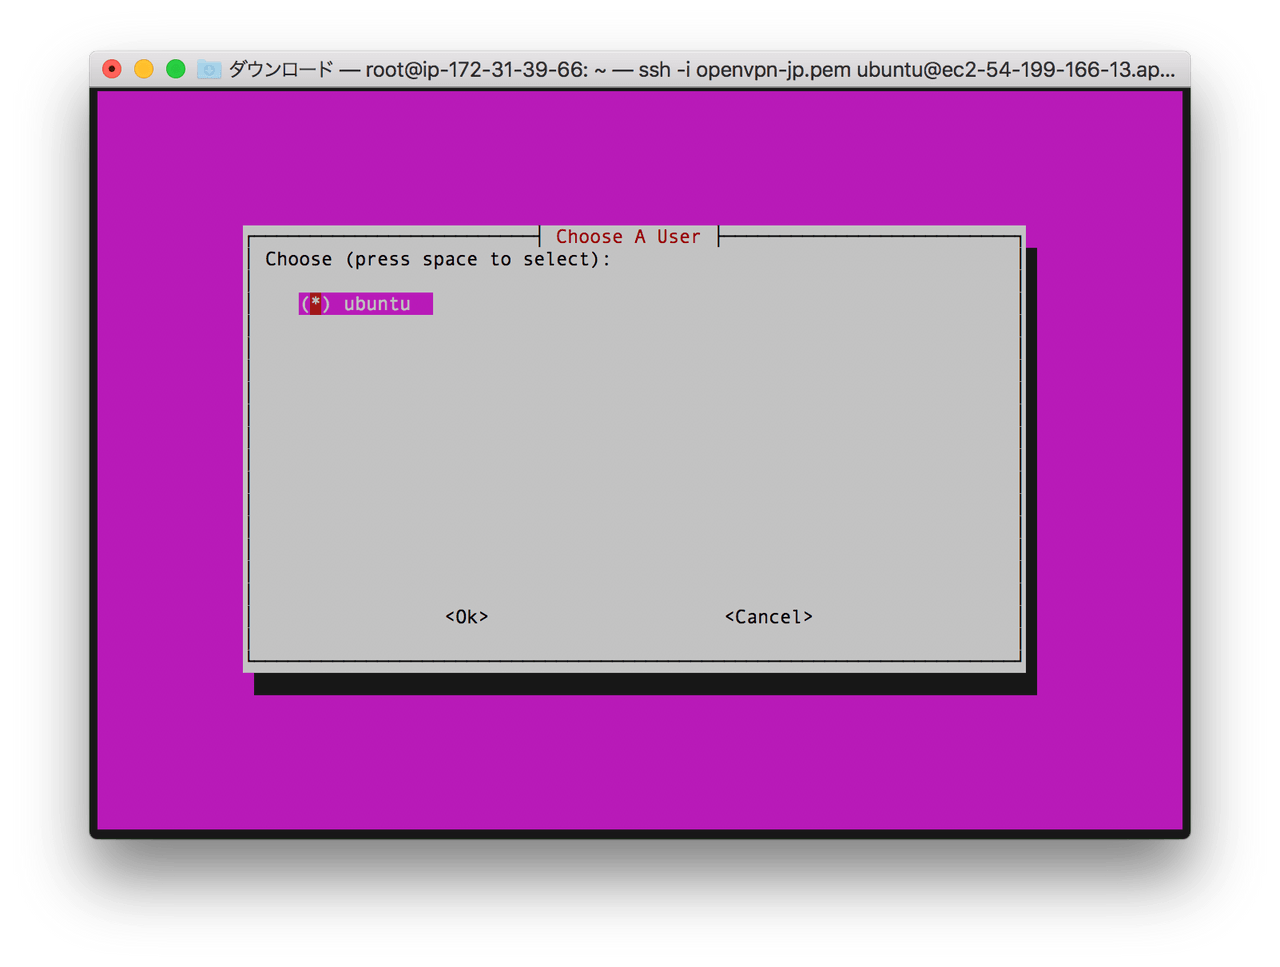 ダウンロード — root@ip-172-31-39-66: ~ — ssh -i openvpn-jp.pem ubuntu@ec2-54-199-166-13.ap...
Choose A User
Choose (press space to select):
(*) ubuntu
<Ok> <Cancel>